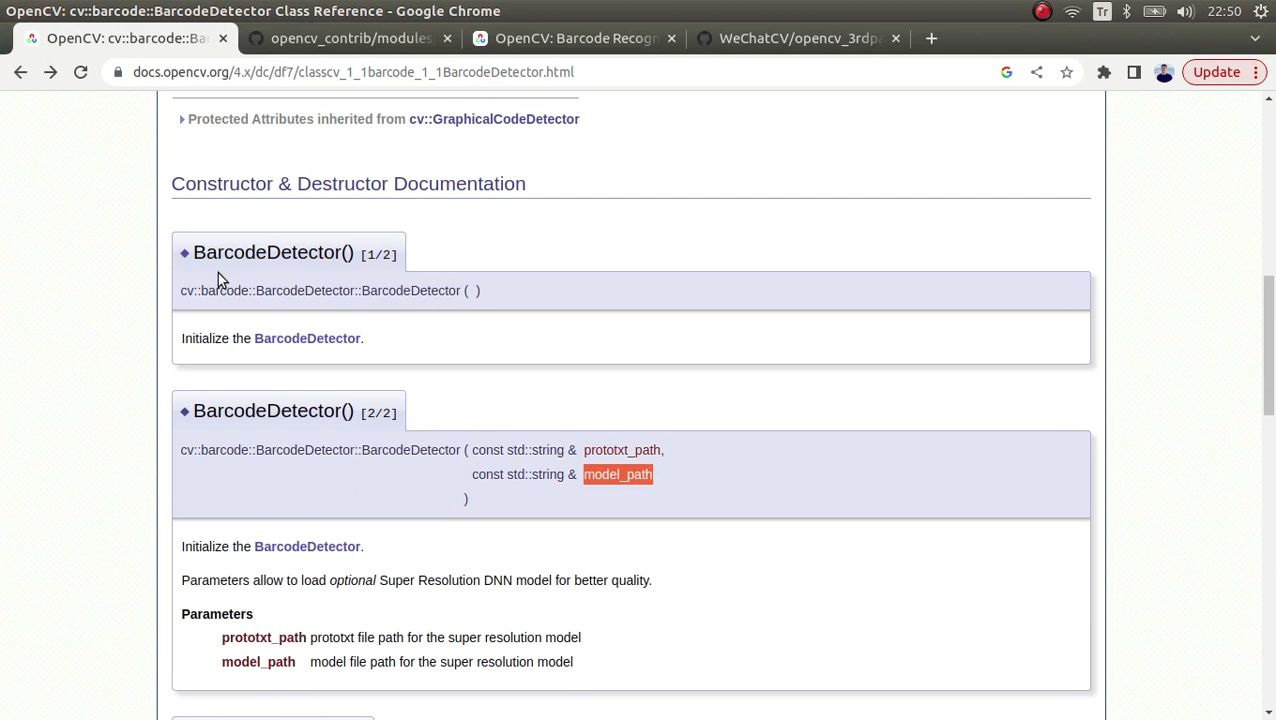 OpenCV: cv::barcode::BarcodeDetector Class Reference - Google Chrome
Tr
22:50
OpenCV: cv::barcode::Ba
opencv_contrib/modules
OpenCV: Barcode Recogn
WeChatCV/opencv_3rdpa
docs.opencv.org/4.x/dc/df7/classcv_1_1barcode_1_1BarcodeDetector.html
Update
Protected Attributes inherited from cv::GraphicalCodeDetector
Constructor & Destructor Documentation
◆ BarcodeDetector() [1/2]
cv::barcode::BarcodeDetector::BarcodeDetector ( )
Initialize the BarcodeDetector.
◆ BarcodeDetector() [2/2]
cv::barcode::BarcodeDetector::BarcodeDetector ( const std::string & prototxt_path,
const std::string & model_path
)
Initialize the BarcodeDetector.
Parameters allow to load optional Super Resolution DNN model for better quality.
Parameters
prototxt_path prototxt file path for the super resolution model
model_path model file path for the super resolution model